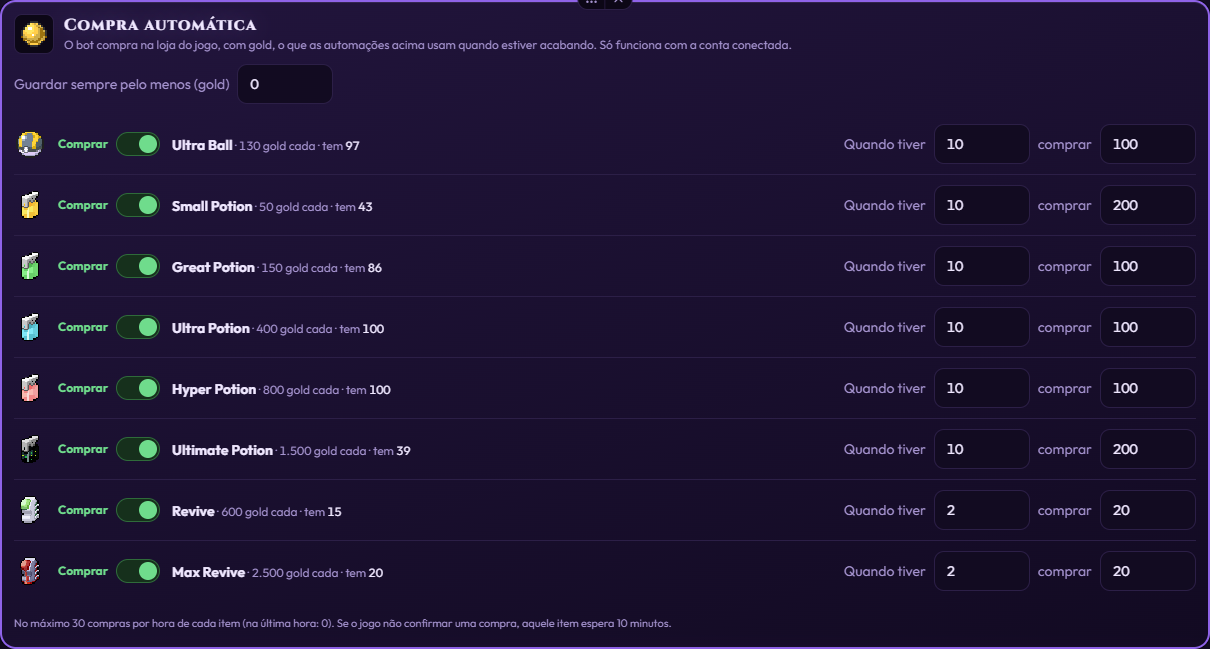 Compra automática
O bot compra na loja do jogo, com gold, o que as automações acima usam quando estiver acabando. Só funciona com a conta conectada.
Guardar sempre pelo menos (gold) 0
Comprar Ultra Ball · 130 gold cada · tem 97 Quando tiver 10 comprar 100
Comprar Small Potion · 50 gold cada · tem 43 Quando tiver 10 comprar 200
Comprar Great Potion · 150 gold cada · tem 86 Quando tiver 10 comprar 100
Comprar Ultra Potion · 400 gold cada · tem 100 Quando tiver 10 comprar 100
Comprar Hyper Potion · 800 gold cada · tem 100 Quando tiver 10 comprar 100
Comprar Ultimate Potion · 1.500 gold cada · tem 39 Quando tiver 10 comprar 200
Comprar Revive · 600 gold cada · tem 15 Quando tiver 2 comprar 20
Comprar Max Revive · 2.500 gold cada · tem 20 Quando tiver 2 comprar 20
No máximo 30 compras por hora de cada item (na última hora: 0). Se o jogo não confirmar uma compra, aquele item espera 10 minutos.